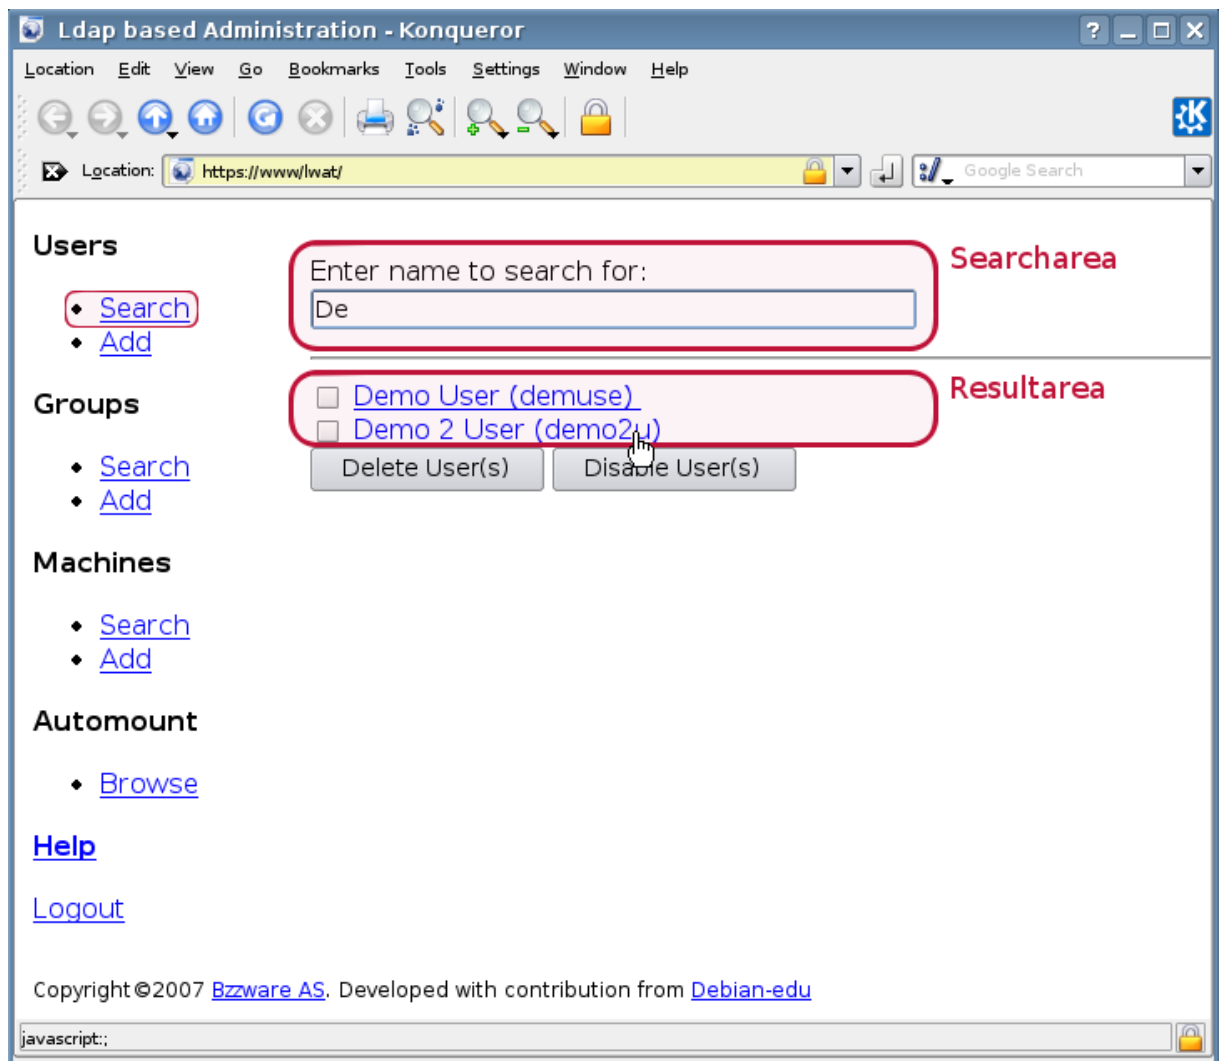 Ldap based Administration - Konqueror
Location Edit View Go Bookmarks Tools Settings Window Help
Location: https://www/lwat/ Google Search
Users
Search
Add
Groups
Search
Add
Machines
Search
Add
Automount
Browse
Help
Logout
Enter name to search for:
De
Searcharea
Demo User (demuse)
Demo 2 User (demo2u)
Resultarea
Delete User(s) Disable User(s)
Copyright ©2007 Bzzware AS. Developed with contribution from Debian-edu
javascript:;